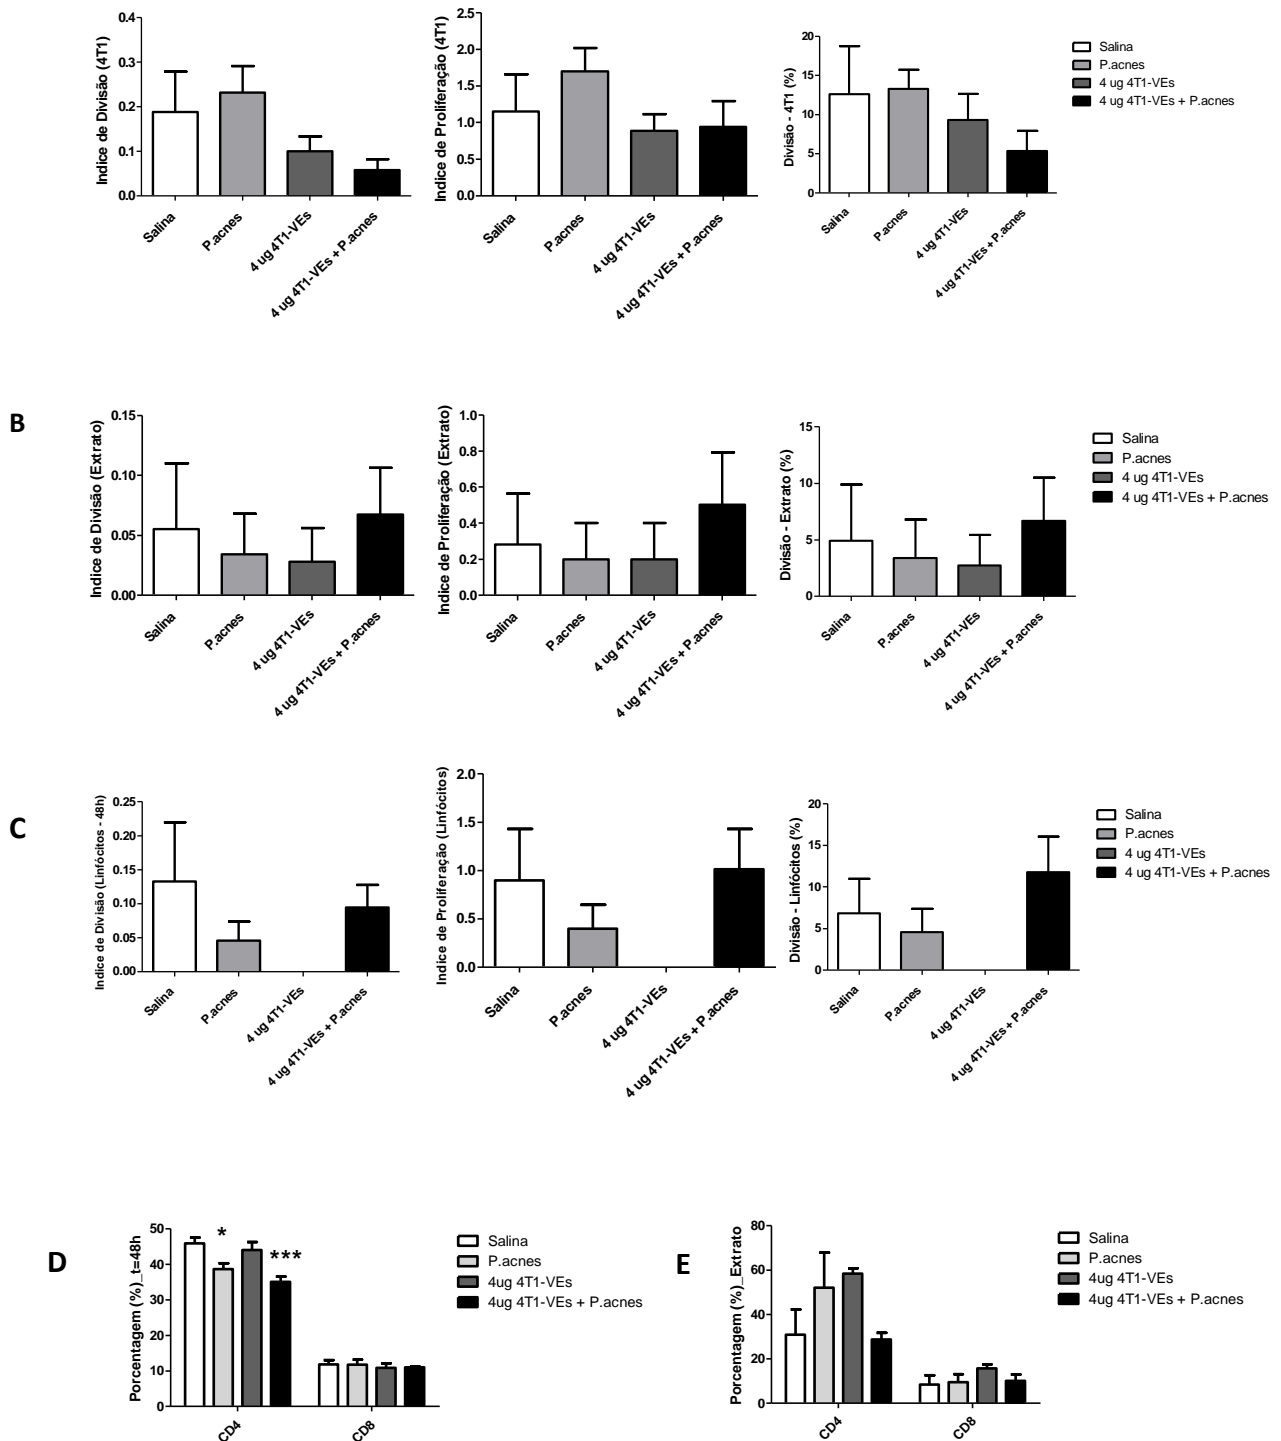 Indice de Divisão (4T1)
0.4
0.3
0.2
0.1
0.0
Salina
P.acnes
4 ug 4T1-VEs
4 ug 4T1-VEs + P.acnes
Indice de Proliferação (4T1)
2.5
2.0
1.5
1.0
0.5
0.0
Salina
P.acnes
4 ug 4T1-VEs
4 ug 4T1-VEs + P.acnes
Divisão - 4T1 (%)
20
15
10
5
0
Salina
P.acnes
4 ug 4T1-VEs
4 ug 4T1-VEs + P.acnes
Salina
P.acnes
4 ug 4T1-VEs
4 ug 4T1-VEs + P.acnes
B
Indice de Divisão (Extrato)
0.15
0.10
0.05
0.00
Salina
P.acnes
4 ug 4T1-VEs
4 ug 4T1-VEs + P.acnes
Indice de Proliferação (Extrato)
1.0
0.8
0.6
0.4
0.2
0.0
Salina
P.acnes
4 ug 4T1-VEs
4 ug 4T1-VEs + P.acnes
Divisão - Extrato (%)
15
10
5
0
Salina
P.acnes
4 ug 4T1-VEs
4 ug 4T1-VEs + P.acnes
Salina
P.acnes
4 ug 4T1-VEs
4 ug 4T1-VEs + P.acnes
C
Indice de Divisão (Linfócitos - 48h)
0.25
0.20
0.15
0.10
0.05
0.00
Salina
P.acnes
4 ug 4T1-VEs
4 ug 4T1-VEs + P.acnes
Indice de Proliferação (Linfócitos)
2.0
1.5
1.0
0.5
0.0
Salina
P.acnes
4 ug 4T1-VEs
4 ug 4T1-VEs + P.acnes
Divisão - Linfócitos (%)
20
15
10
5
0
Salina
P.acnes
4 ug 4T1-VEs
4 ug 4T1-VEs + P.acnes
Salina
P.acnes
4 ug 4T1-VEs
4 ug 4T1-VEs + P.acnes
D
Porcentagem (%)_t=48h
50
40
30
20
10
0
*
***
CD4
CD8
Salina
P.acnes
4ug 4T1-VEs
4ug 4T1-VEs + P.acnes
E
Porcentagem (%)_Extrato
80
60
40
20
0
CD4
CD8
Salina
P.acnes
4ug 4T1-VEs
4ug 4T1-VEs + P.acnes